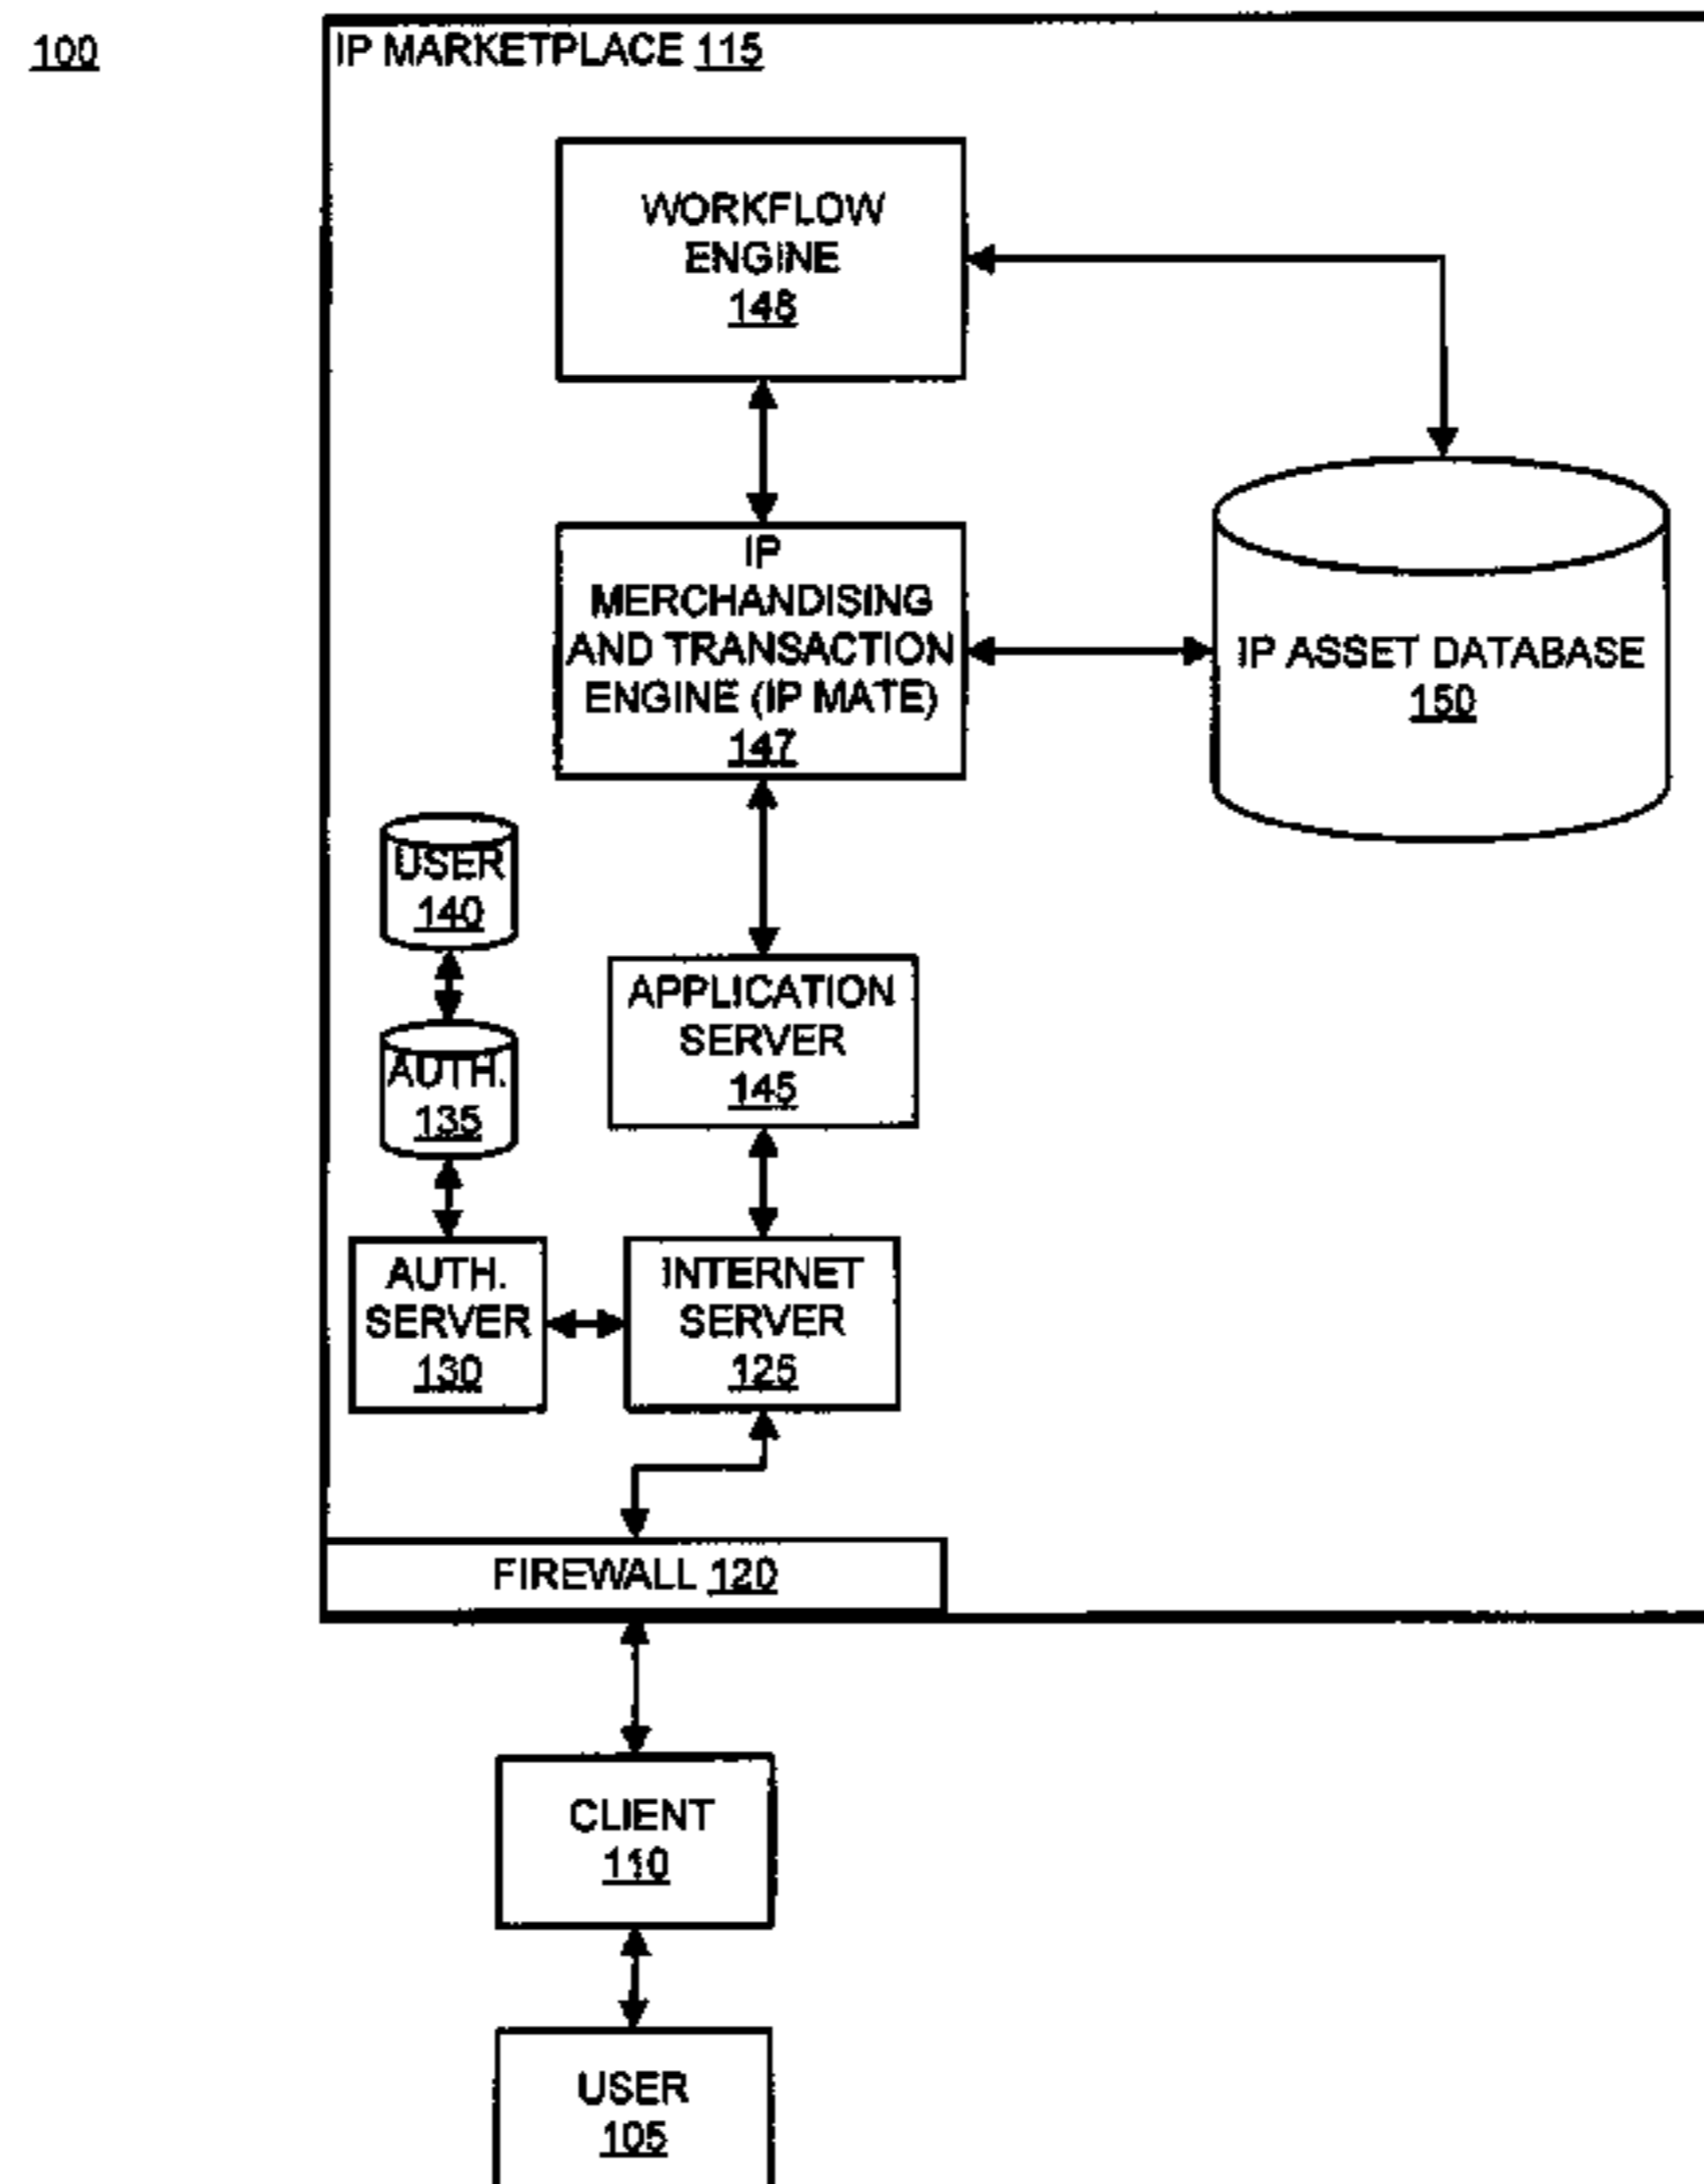 100
IP MARKETPLACE 115
WORKFLOW
ENGINE
148
IP
MERCHANDISING
AND TRANSACTION
ENGINE (IP MATE)
147
IP ASSET DATABASE
150
USER
140
AUTH.
135
APPLICATION
SERVER
145
AUTH.
SERVER
130
INTERNET
SERVER
125
FIREWALL 120
CLIENT
110
USER
105